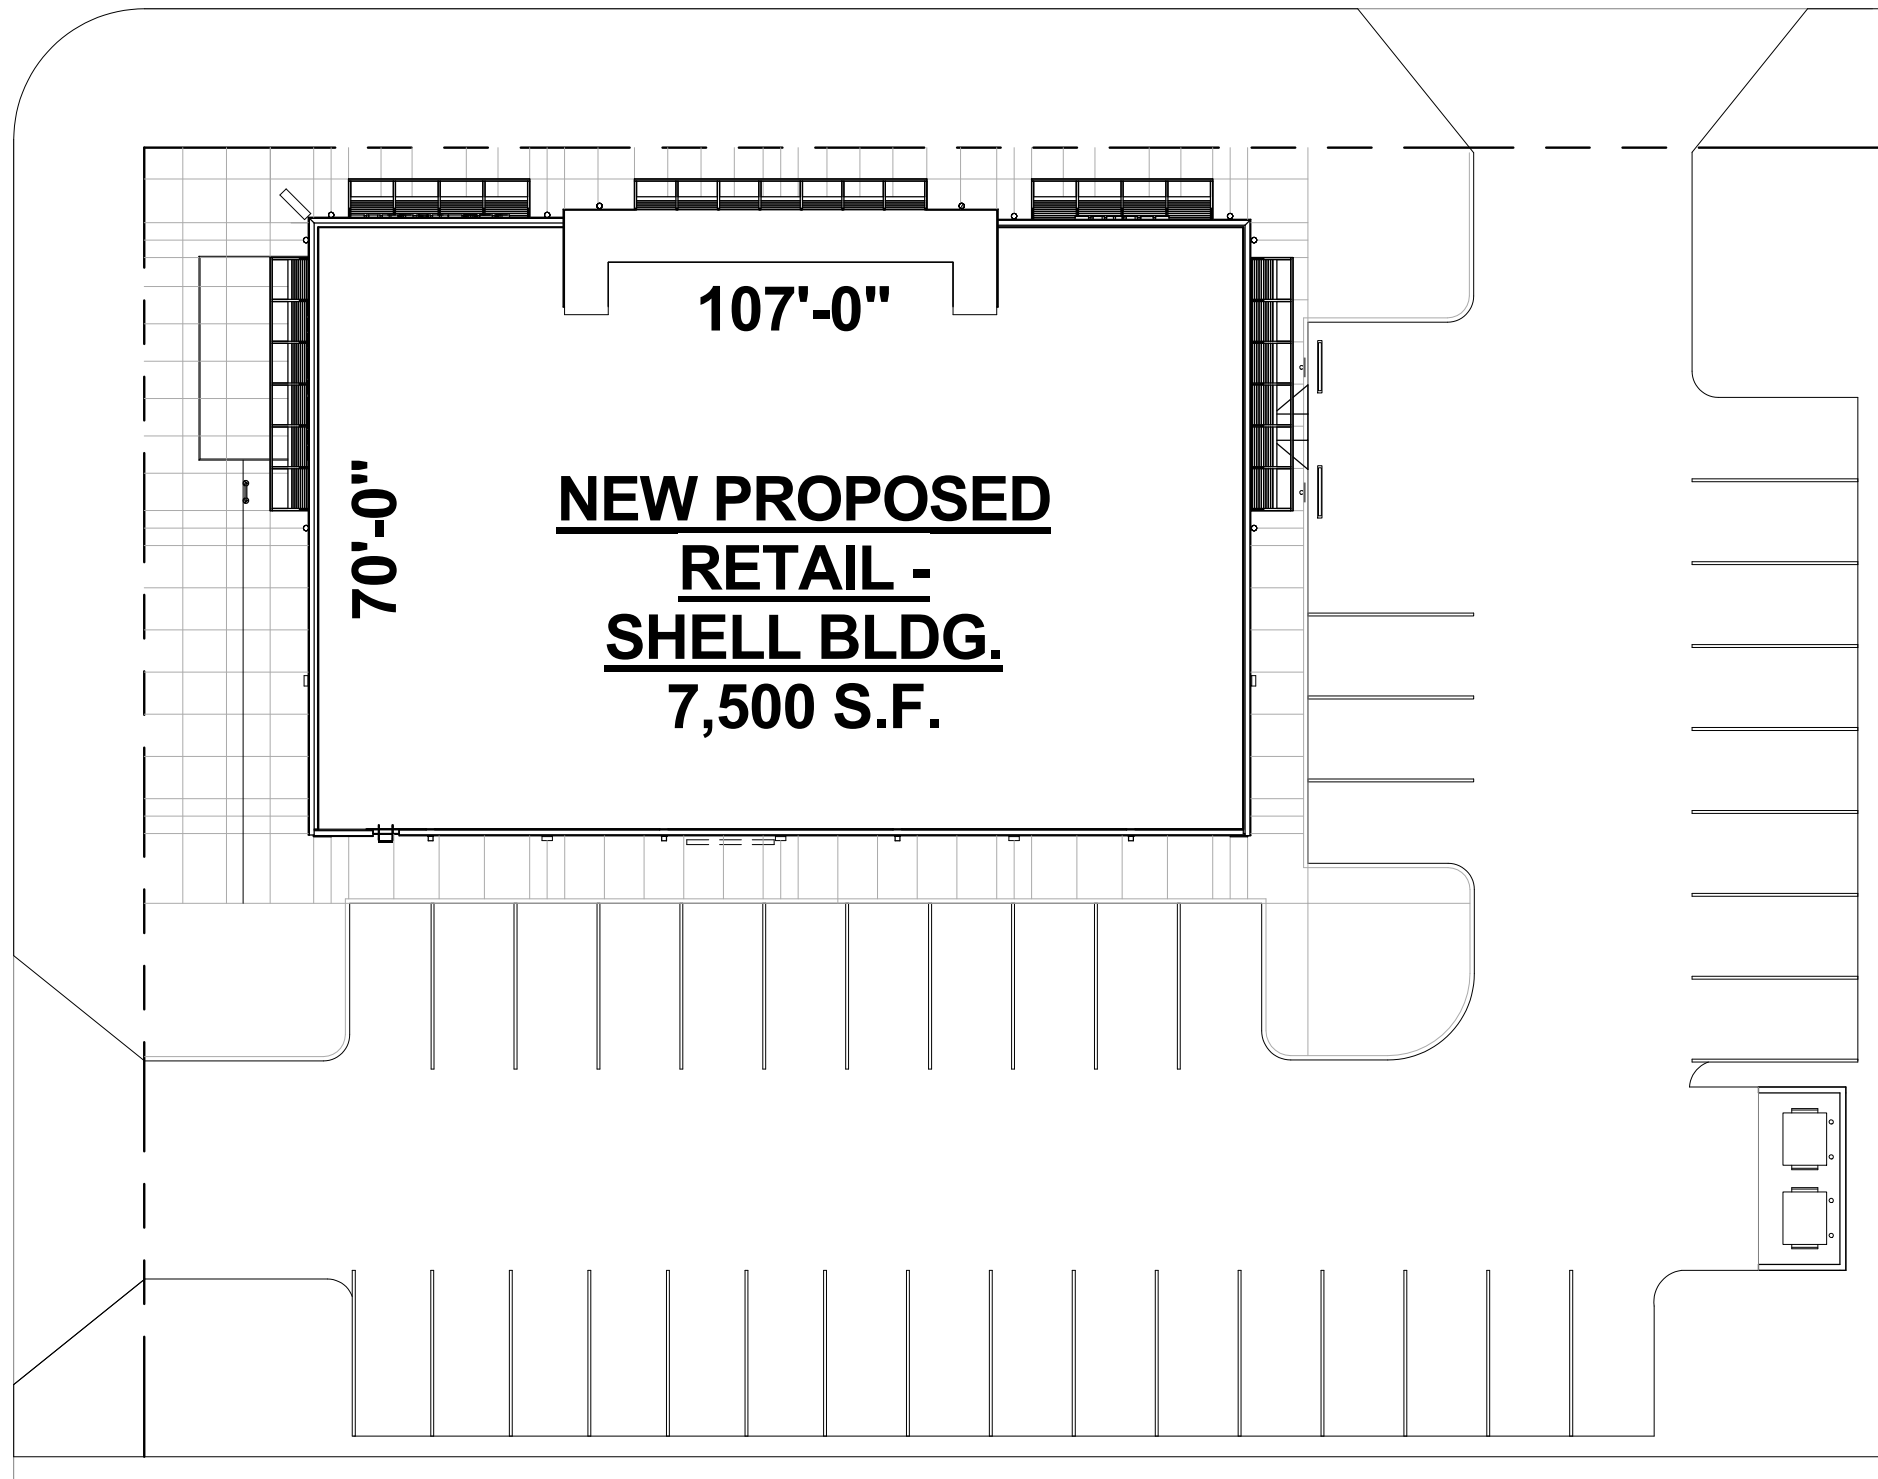 107'-0"
70'-0"
NEW PROPOSED
RETAIL -
SHELL BLDG.
7,500 S.F.